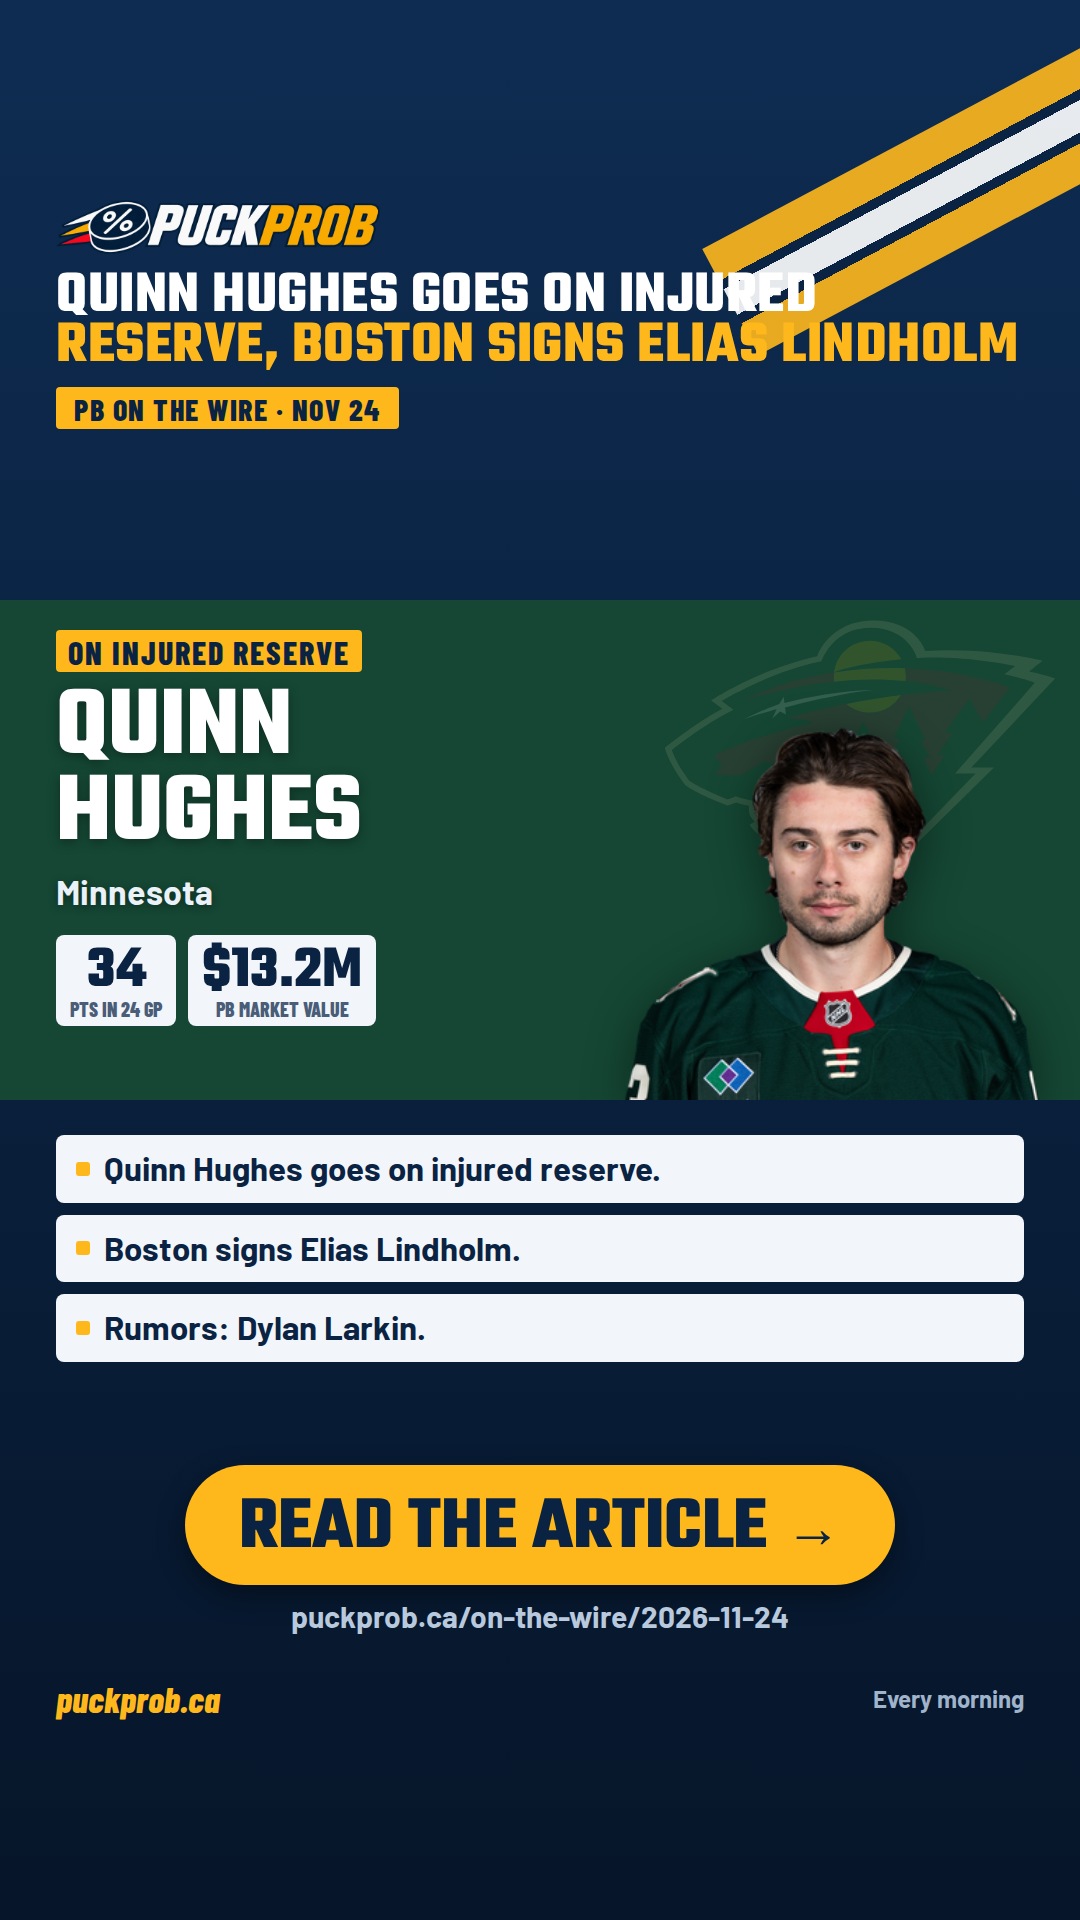 % PUCKPROB
QUINN HUGHES GOES ON INJURED
RESERVE, BOSTON SIGNS ELIAS LINDHOLM
PB ON THE WIRE · NOV 24
ON INJURED RESERVE
QUINN
HUGHES
Minnesota
34
PTS IN 24 GP
$13.2M
PB MARKET VALUE
NHL
Quinn Hughes goes on injured reserve.
Boston signs Elias Lindholm.
Rumors: Dylan Larkin.
READ THE ARTICLE →
puckprob.ca/on-the-wire/2026-11-24
puckprob.ca
Every morning